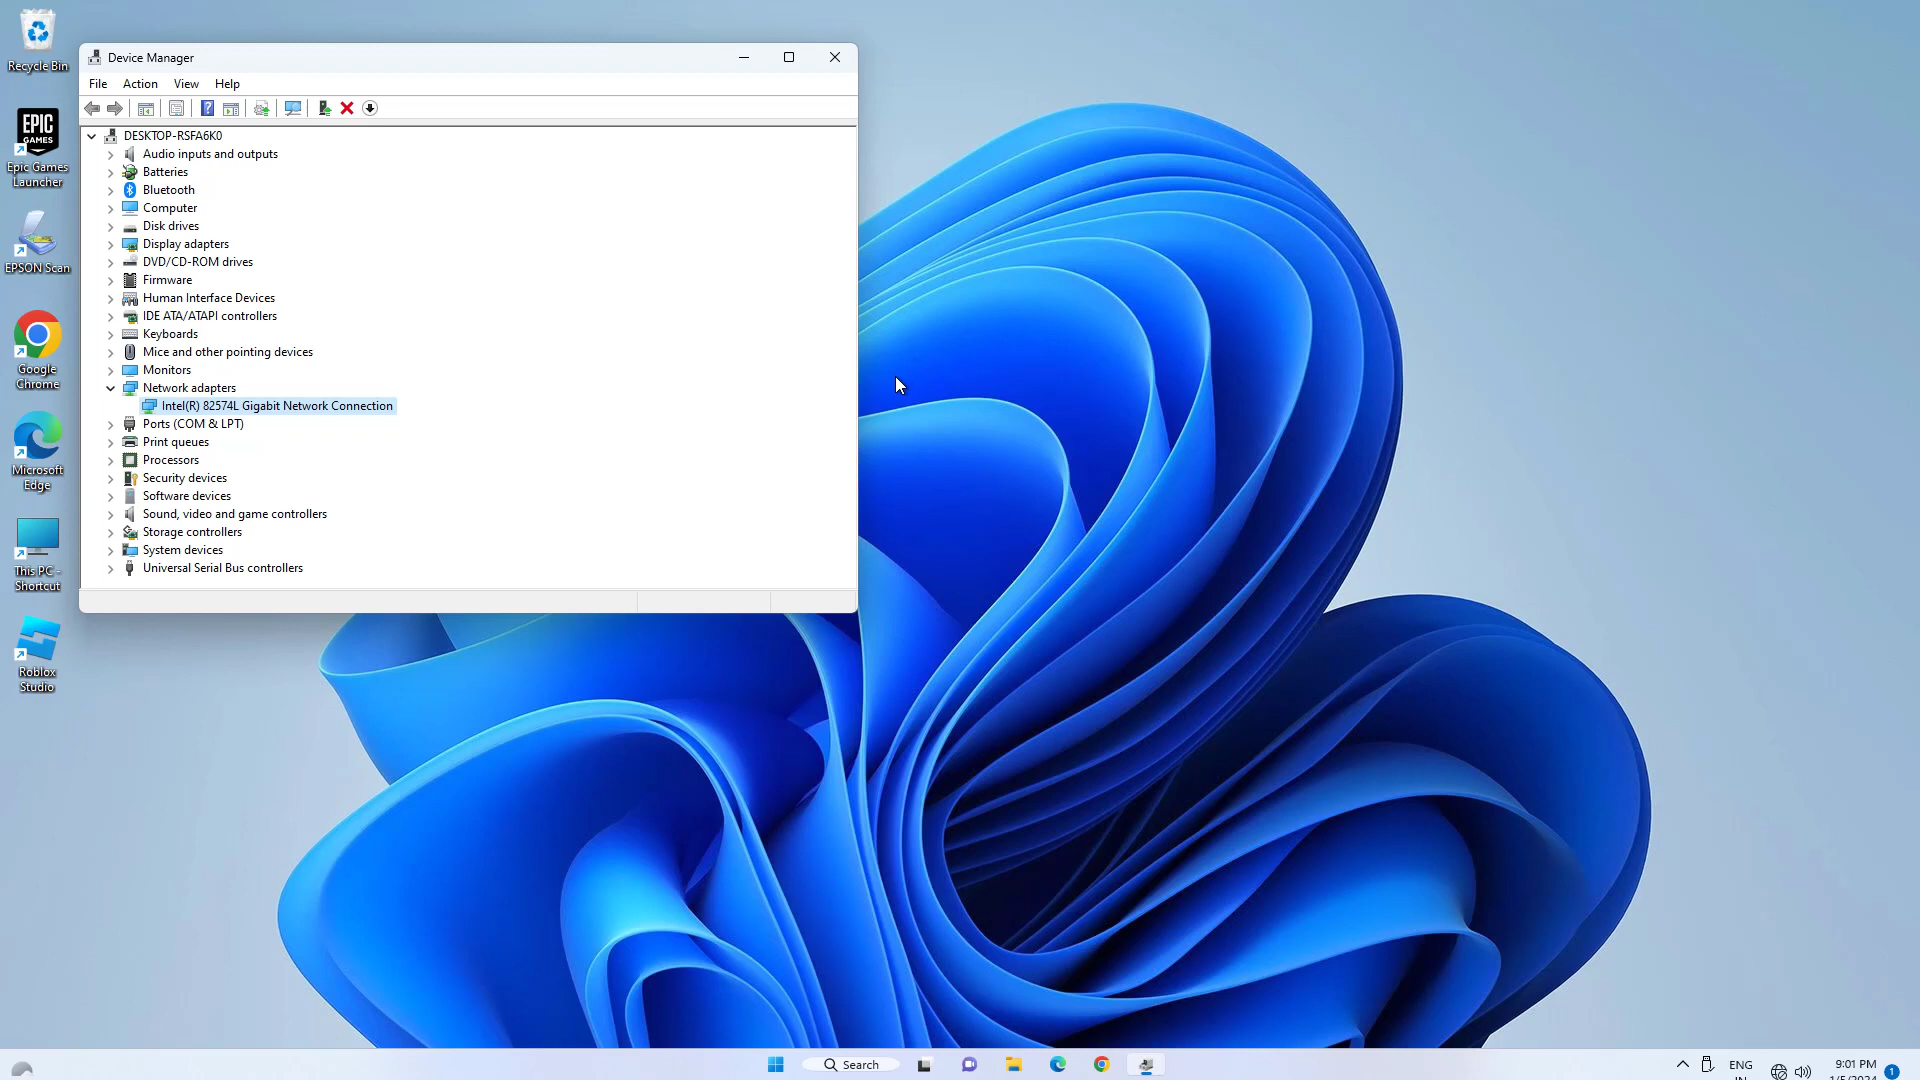 Recycle Bin
EPIC
GAMES
Epic Games
Launcher
EPSON Scan
Google
Chrome
Microsoft
Edge
This PC -
Shortcut
Roblox
Studio
Device Manager
File Action View Help
DESKTOP-RSFA6K0
Audio inputs and outputs
Batteries
Bluetooth
Computer
Disk drives
Display adapters
DVD/CD-ROM drives
Firmware
Human Interface Devices
IDE ATA/ATAPI controllers
Keyboards
Mice and other pointing devices
Monitors
Network adapters
Intel(R) 82574L Gigabit Network Connection
Ports (COM & LPT)
Print queues
Processors
Security devices
Software devices
Sound, video and game controllers
Storage controllers
System devices
Universal Serial Bus controllers
Search
ENG
IN
9:01 PM
1/5/2024
1